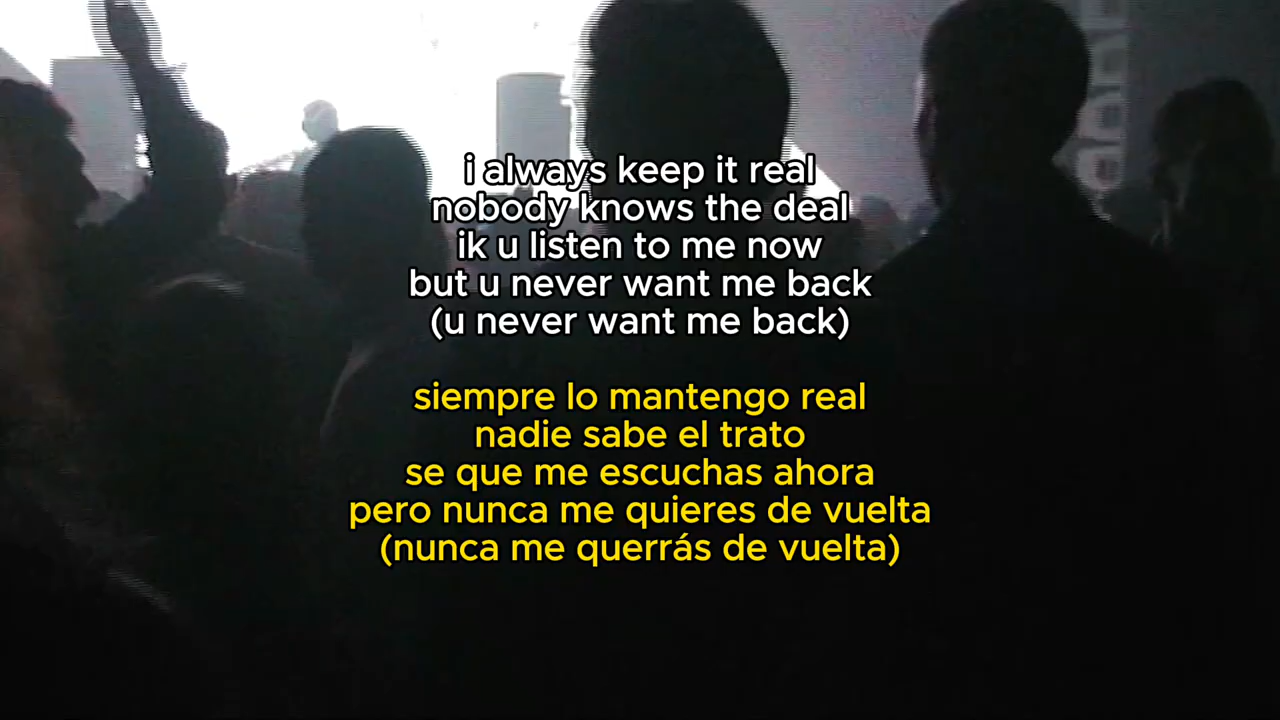 i always keep it real
nobody knows the deal
ik u listen to me now
but u never want me back
(u never want me back)
siempre lo mantengo real
nadie sabe el trato
se que me escuchas ahora
pero nunca me quieres de vuelta
(nunca me querrás de vuelta)